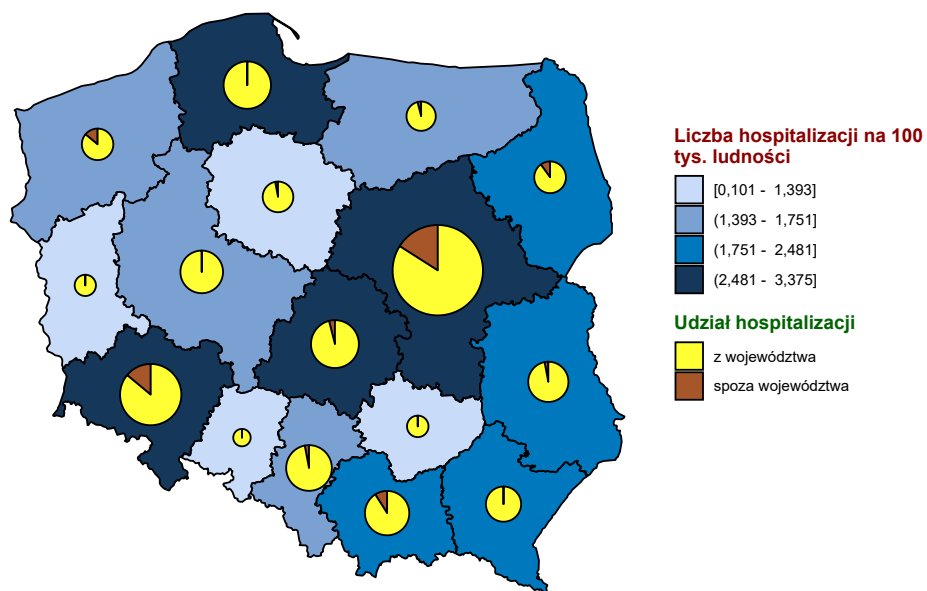 Liczba hospitalizacji na 100
tys. ludności
[0,101 - 1,393]
(1,393 - 1,751]
(1,751 - 2,481]
(2,481 - 3,375]
Udział hospitalizacji
z województwa
spoza województwa